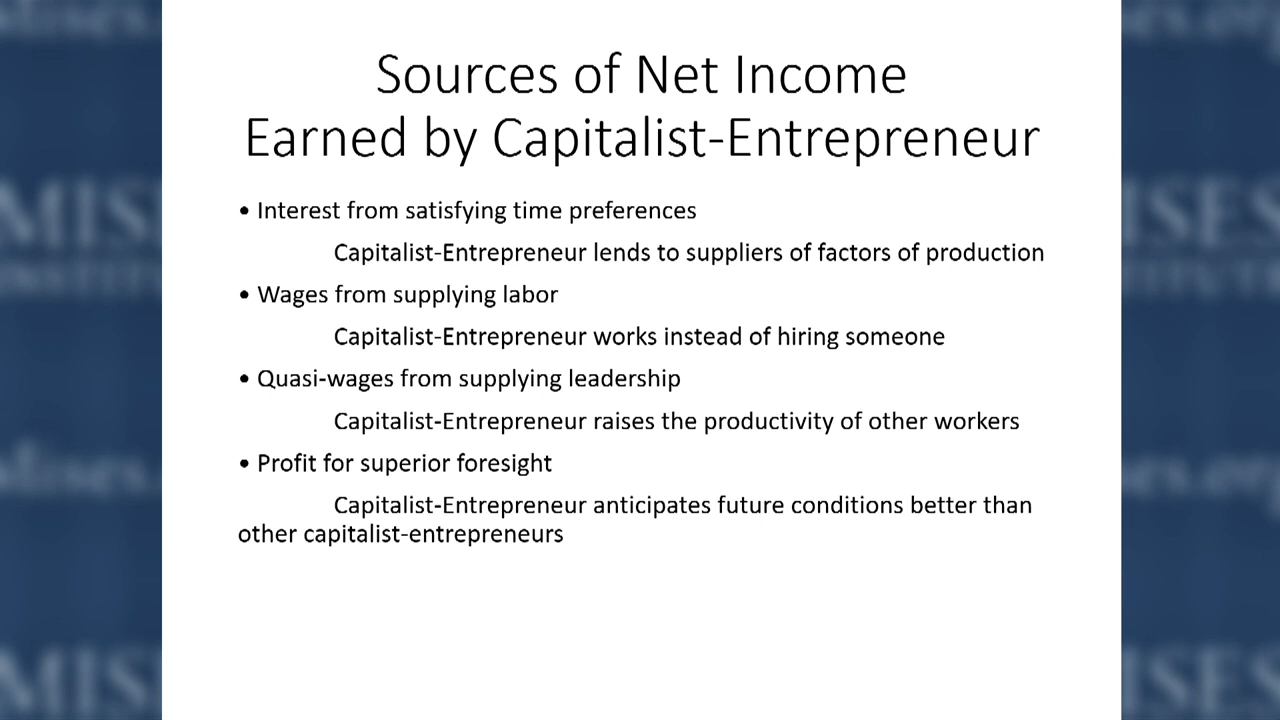 Sources of Net Income
Earned by Capitalist-Entrepreneur
• Interest from satisfying time preferences
Capitalist-Entrepreneur lends to suppliers of factors of production
• Wages from supplying labor
Capitalist-Entrepreneur works instead of hiring someone
• Quasi-wages from supplying leadership
Capitalist-Entrepreneur raises the productivity of other workers
• Profit for superior foresight
Capitalist-Entrepreneur anticipates future conditions better than
other capitalist-entrepreneurs